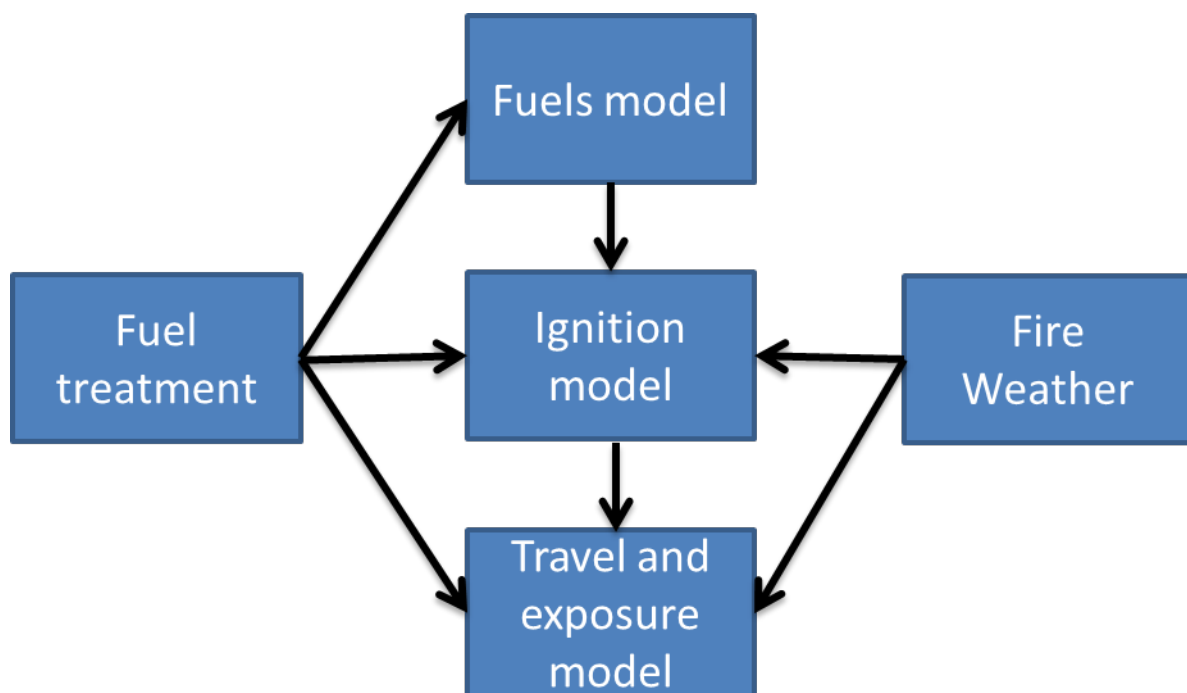 Fuels model
Fuel
treatment
Ignition
model
Fire
Weather
Travel and
exposure
model